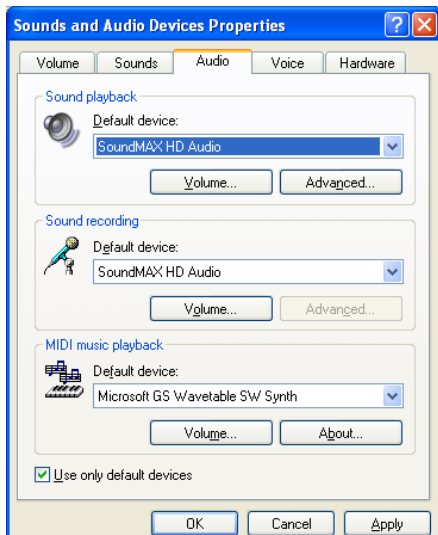 Sounds and Audio Devices Properties
Volume Sounds Audio Voice Hardware
Sound playback
Default device:
SoundMAX HD Audio
Volume... Advanced...
Sound recording
Default device:
SoundMAX HD Audio
Volume... Advanced...
MIDI music playback
Default device:
Microsoft GS Wavetable SW Synth
Volume... About...
Use only default devices
OK Cancel Apply